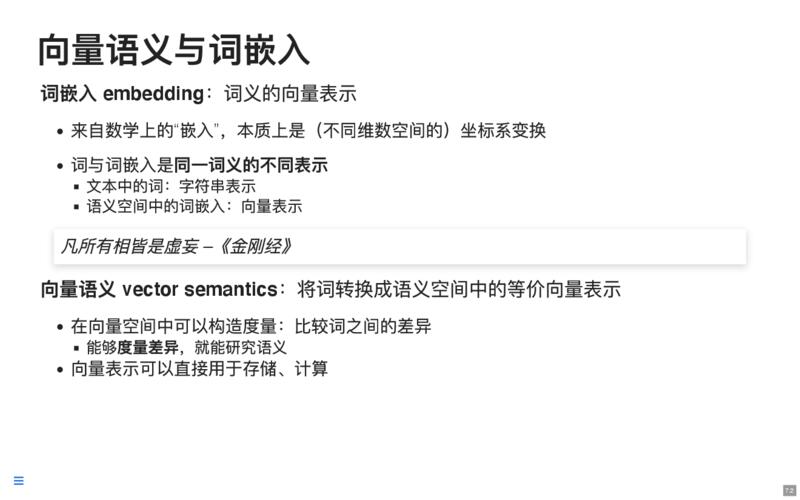 向量语义与词嵌入
词嵌入 embedding：词义的向量表示
• 来自数学上的“嵌入”，本质上是（不同维数空间的）坐标系变换
• 词与词嵌入是同一词义的不同表示
▪ 文本中的词：字符串表示
▪ 语义空间中的词嵌入：向量表示
凡所有相皆是虚妄 –《金刚经》
向量语义 vector semantics：将词转换成语义空间中的等价向量表示
• 在向量空间中可以构造度量：比较词之间的差异
▪ 能够度量差异，就能研究语义
• 向量表示可以直接用于存储、计算
7.2